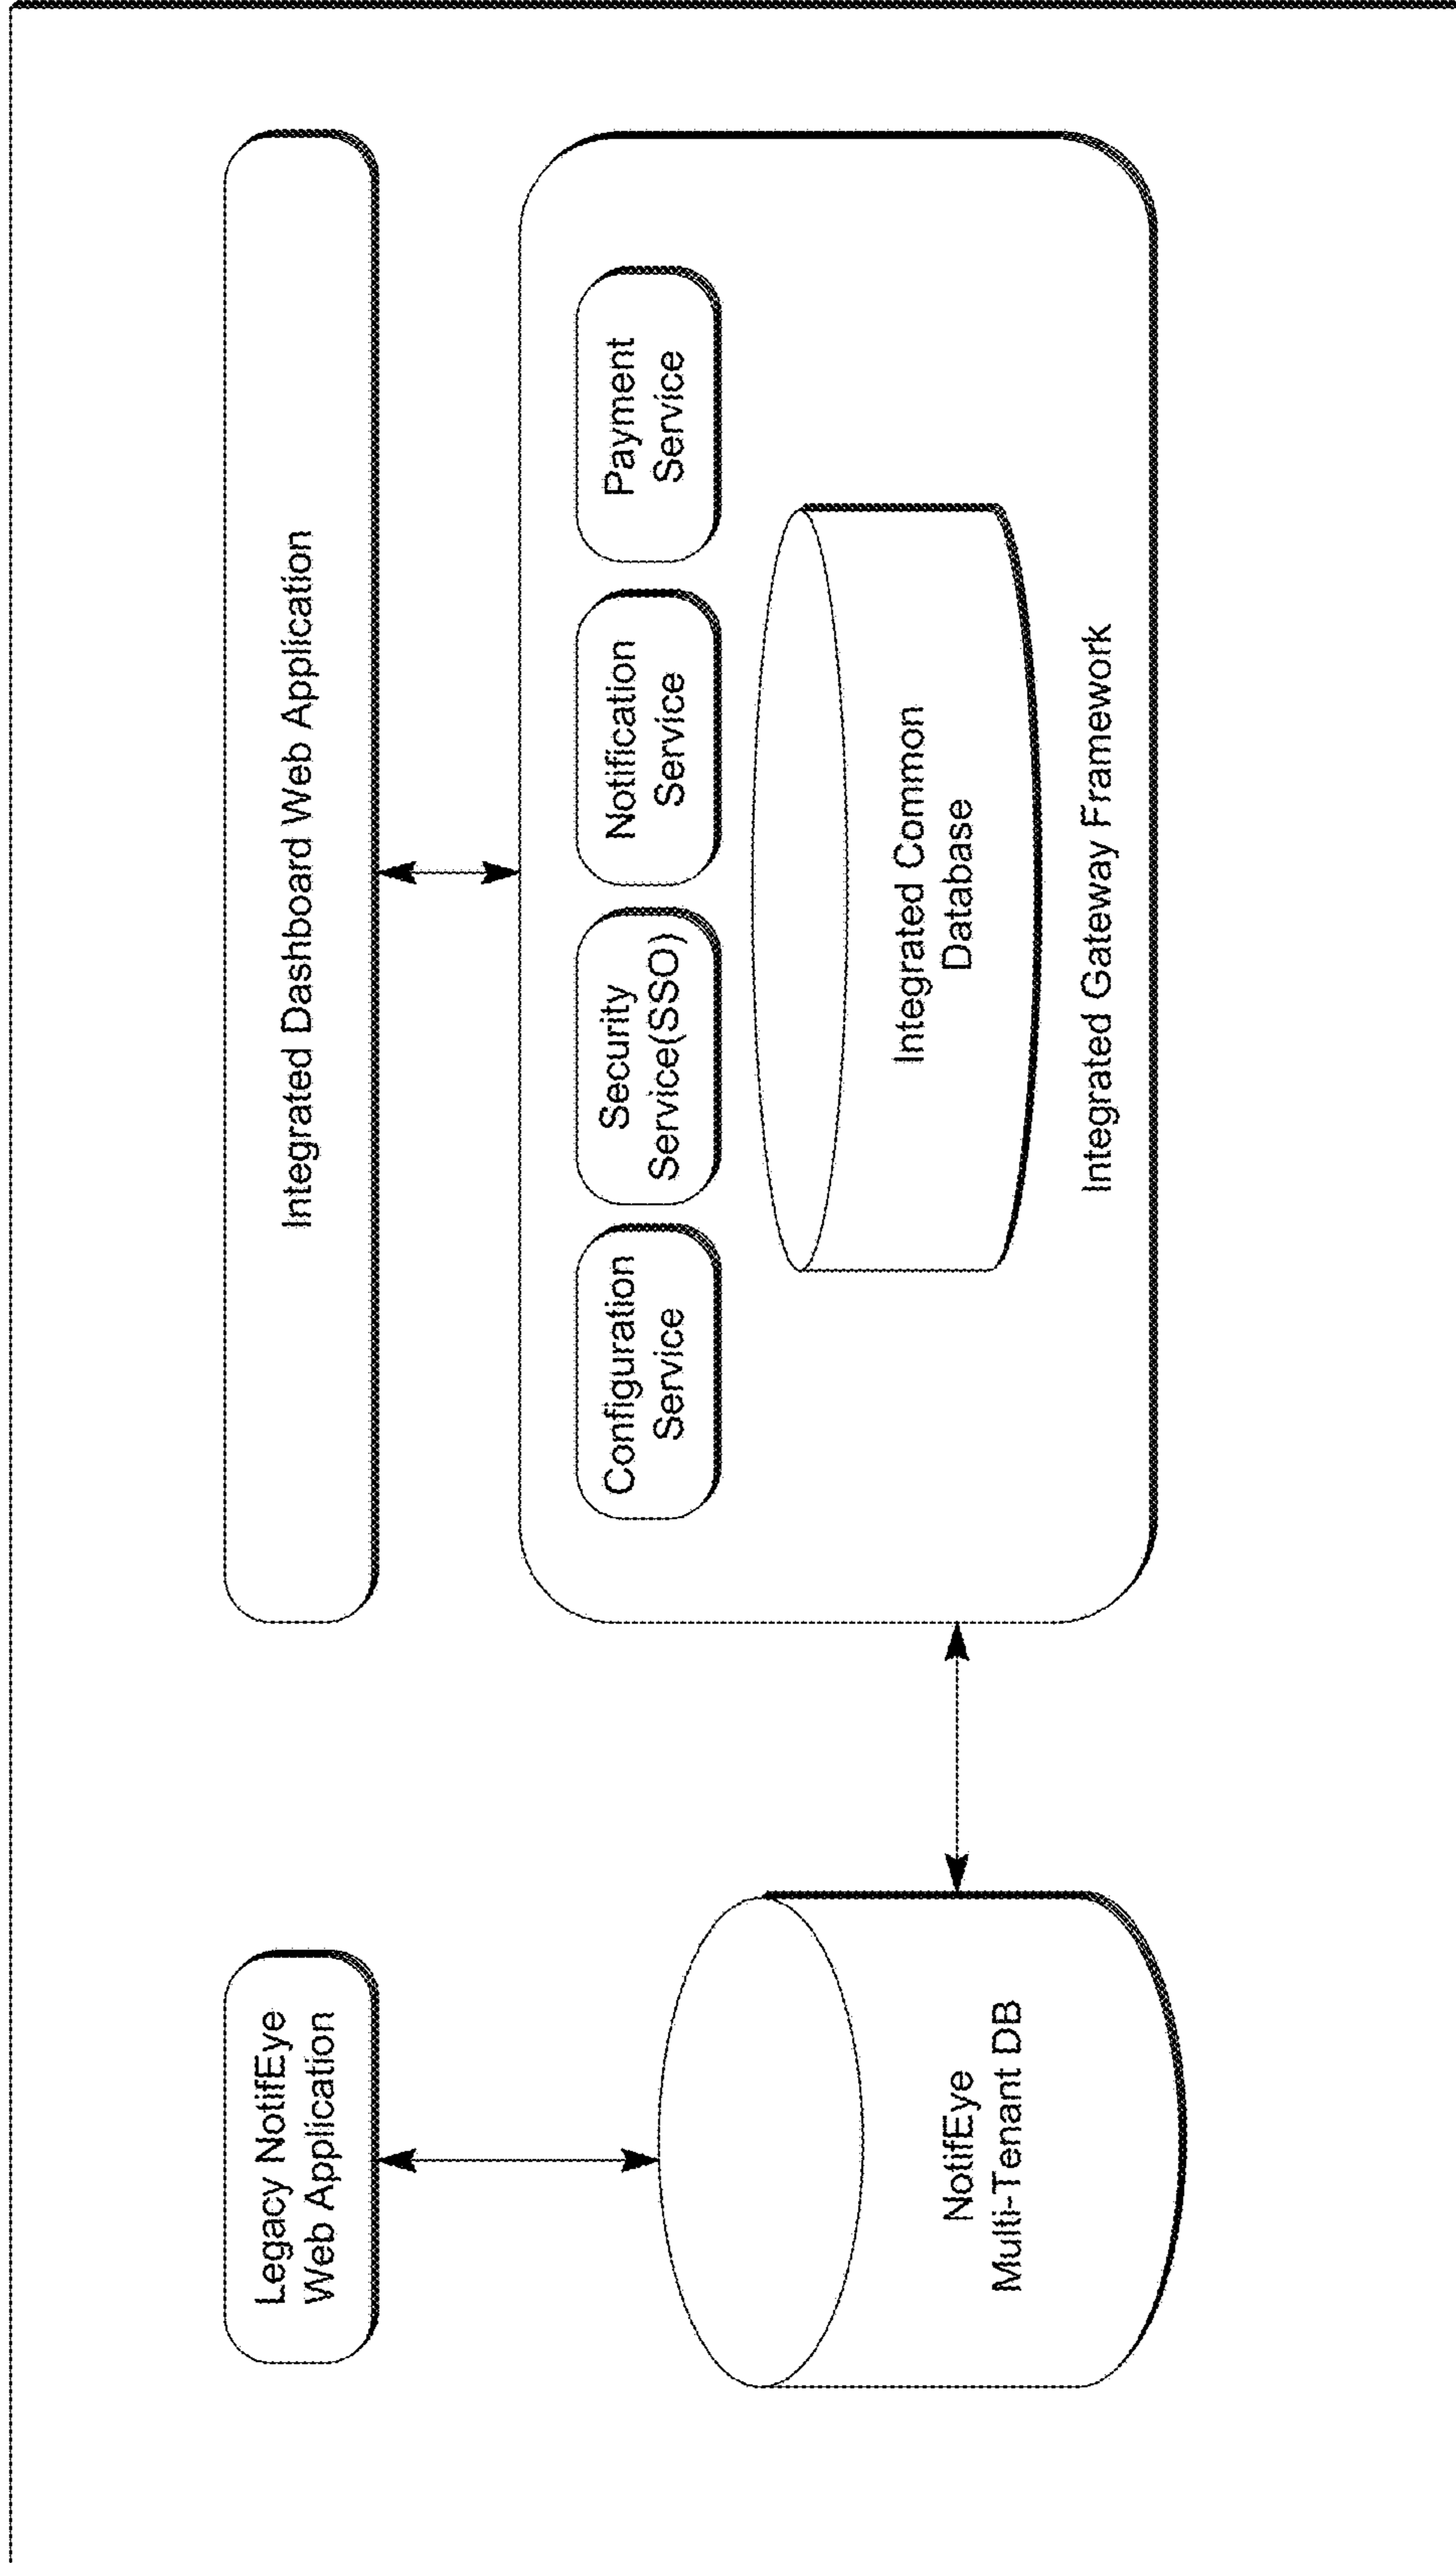 Legacy NotifEye
Web Application
Integrated Dashboard Web Application
Configuration
Service
Security
Service(SSO)
Notification
Service
Payment
Service
NotifEye
Multi-Tenant DB
Integrated Common
Database
Integrated Gateway Framework